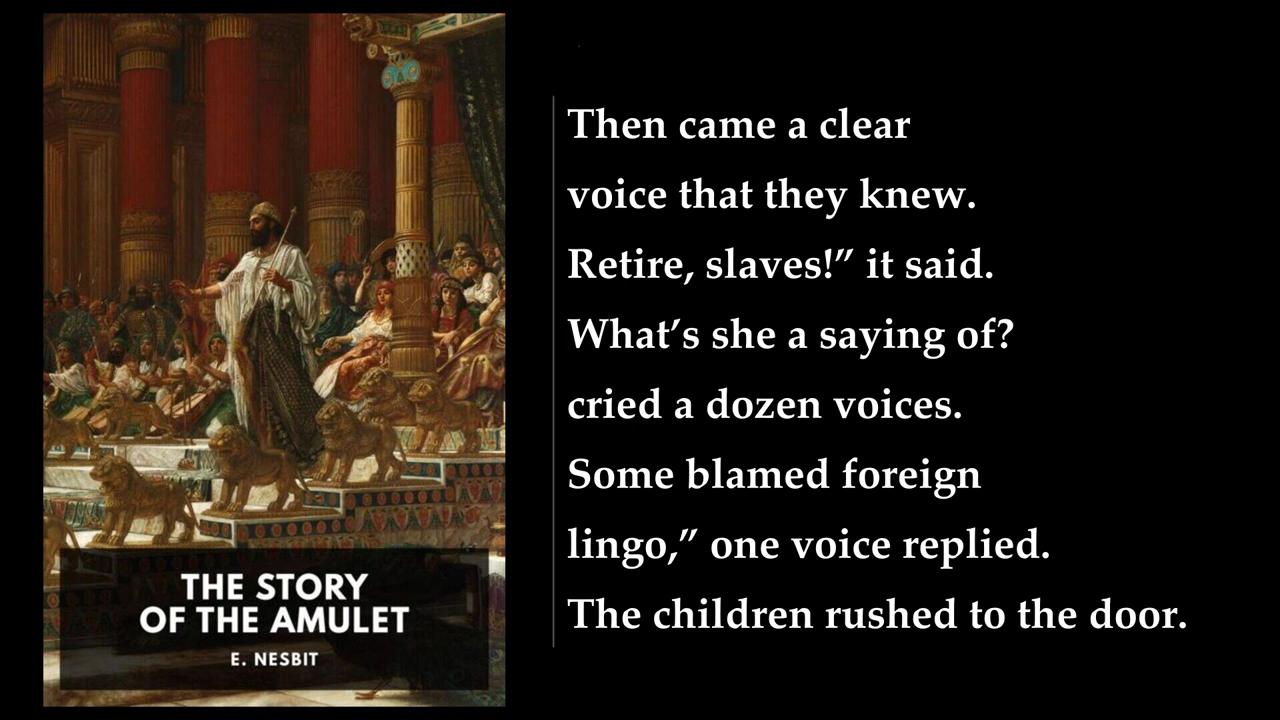 THE STORY
OF THE AMULET
E. NESBIT
Then came a clear
voice that they knew.
Retire, slaves!” it said.
What’s she a saying of?
cried a dozen voices.
Some blamed foreign
lingo,” one voice replied.
The children rushed to the door.